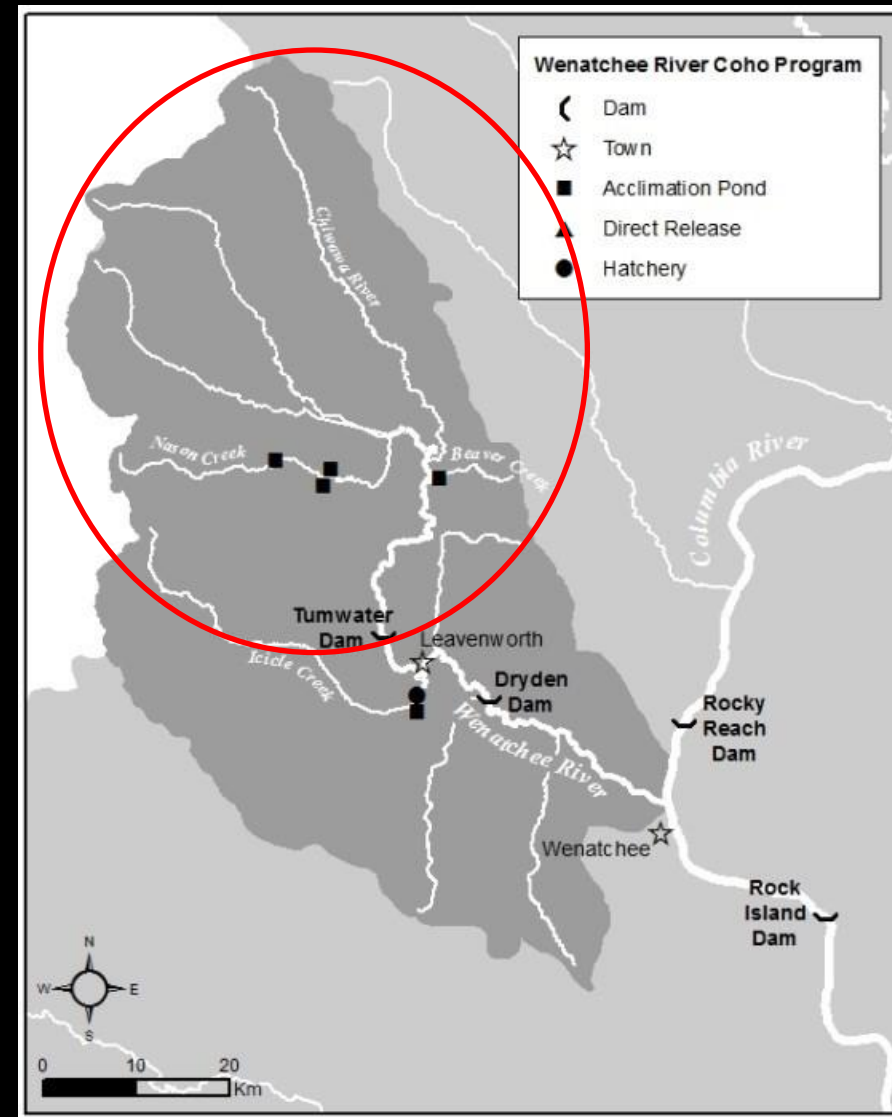 Wenatchee River Coho Program
Dam
Town
Acclimation Pond
Direct Release
Hatchery
Chiwawa River
Nason Creek
Beaver Creek
Columbia River
Tumwater
Dam
Leavenworth
Icicle Creek
Dryden
Dam
Wenatchee River
Rocky
Reach
Dam
Wenatchee
Rock
Island
Dam
N
W
E
S
0
10
20
Km